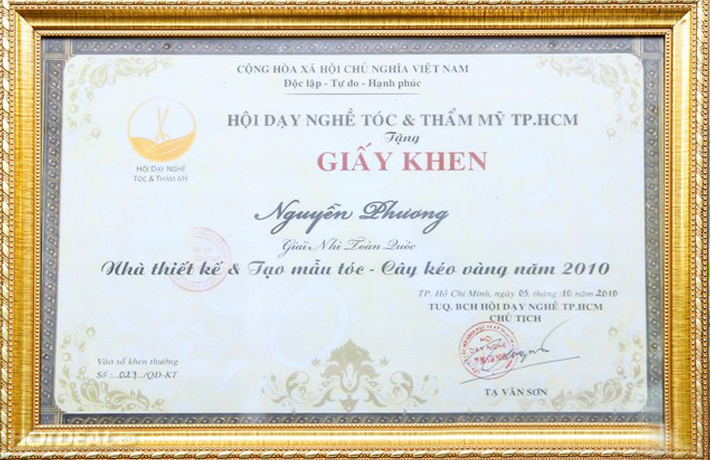 CỘNG HÒA XÃ HỘI CHỦ NGHĨA VIỆT NAM
Độc lập - Tự do - Hạnh phúc
HỘI DẠY NGHỀ TÓC & THẨM MỸ TP.HCM
Tặng
GIẤY KHEN
HỘI DẠY NGHỀ
TÓC & THẨM MỸ
Nguyễn Phương
Giải Nhì Toàn Quốc
Nhà thiết kế & Tạo mẫu tóc - Cây kéo vàng năm 2010
TP. Hồ Chí Minh, ngày 05 tháng 10 năm 2010
TUQ. BCH HỘI DẠY NGHỀ TP.HCM
CHỦ TỊCH
Vào sổ khen thưởng
Số : 027 /QĐ-KT
TẠ VĂN SƠN
HOTDEAL